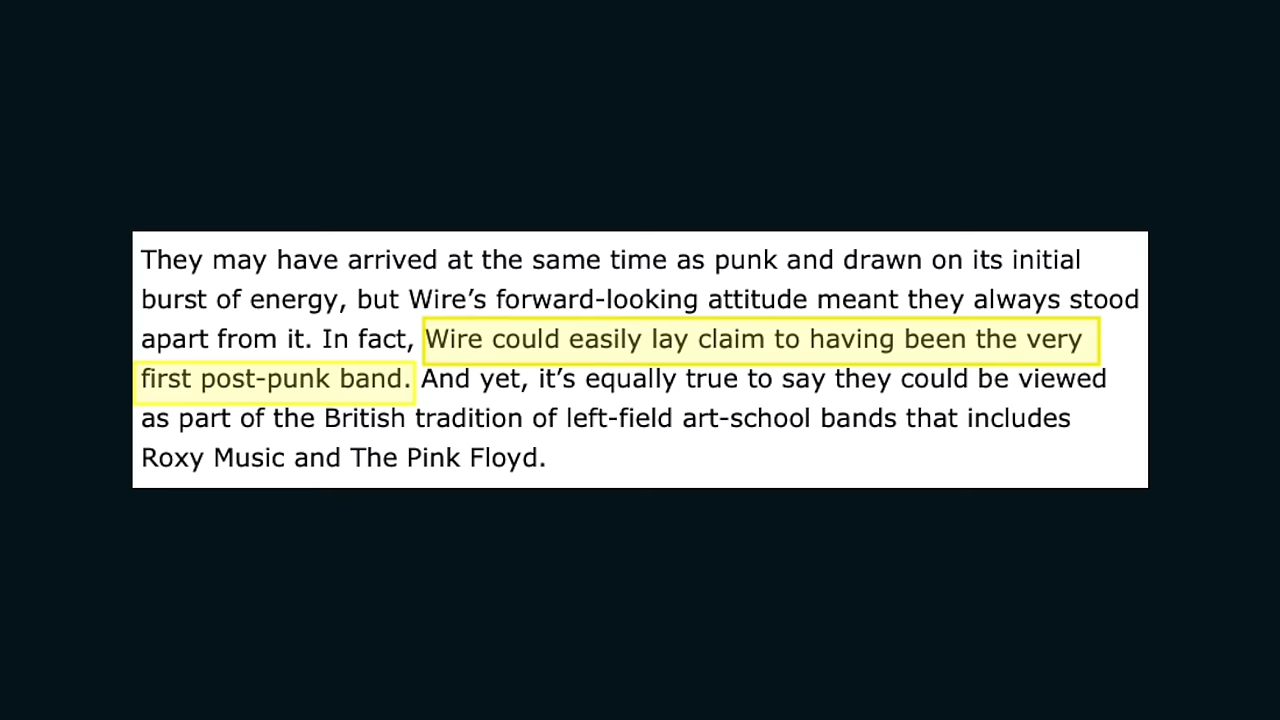 They may have arrived at the same time as punk and drawn on its initial
burst of energy, but Wire’s forward-looking attitude meant they always stood
apart from it. In fact, Wire could easily lay claim to having been the very
first post-punk band. And yet, it’s equally true to say they could be viewed
as part of the British tradition of left-field art-school bands that includes
Roxy Music and The Pink Floyd.